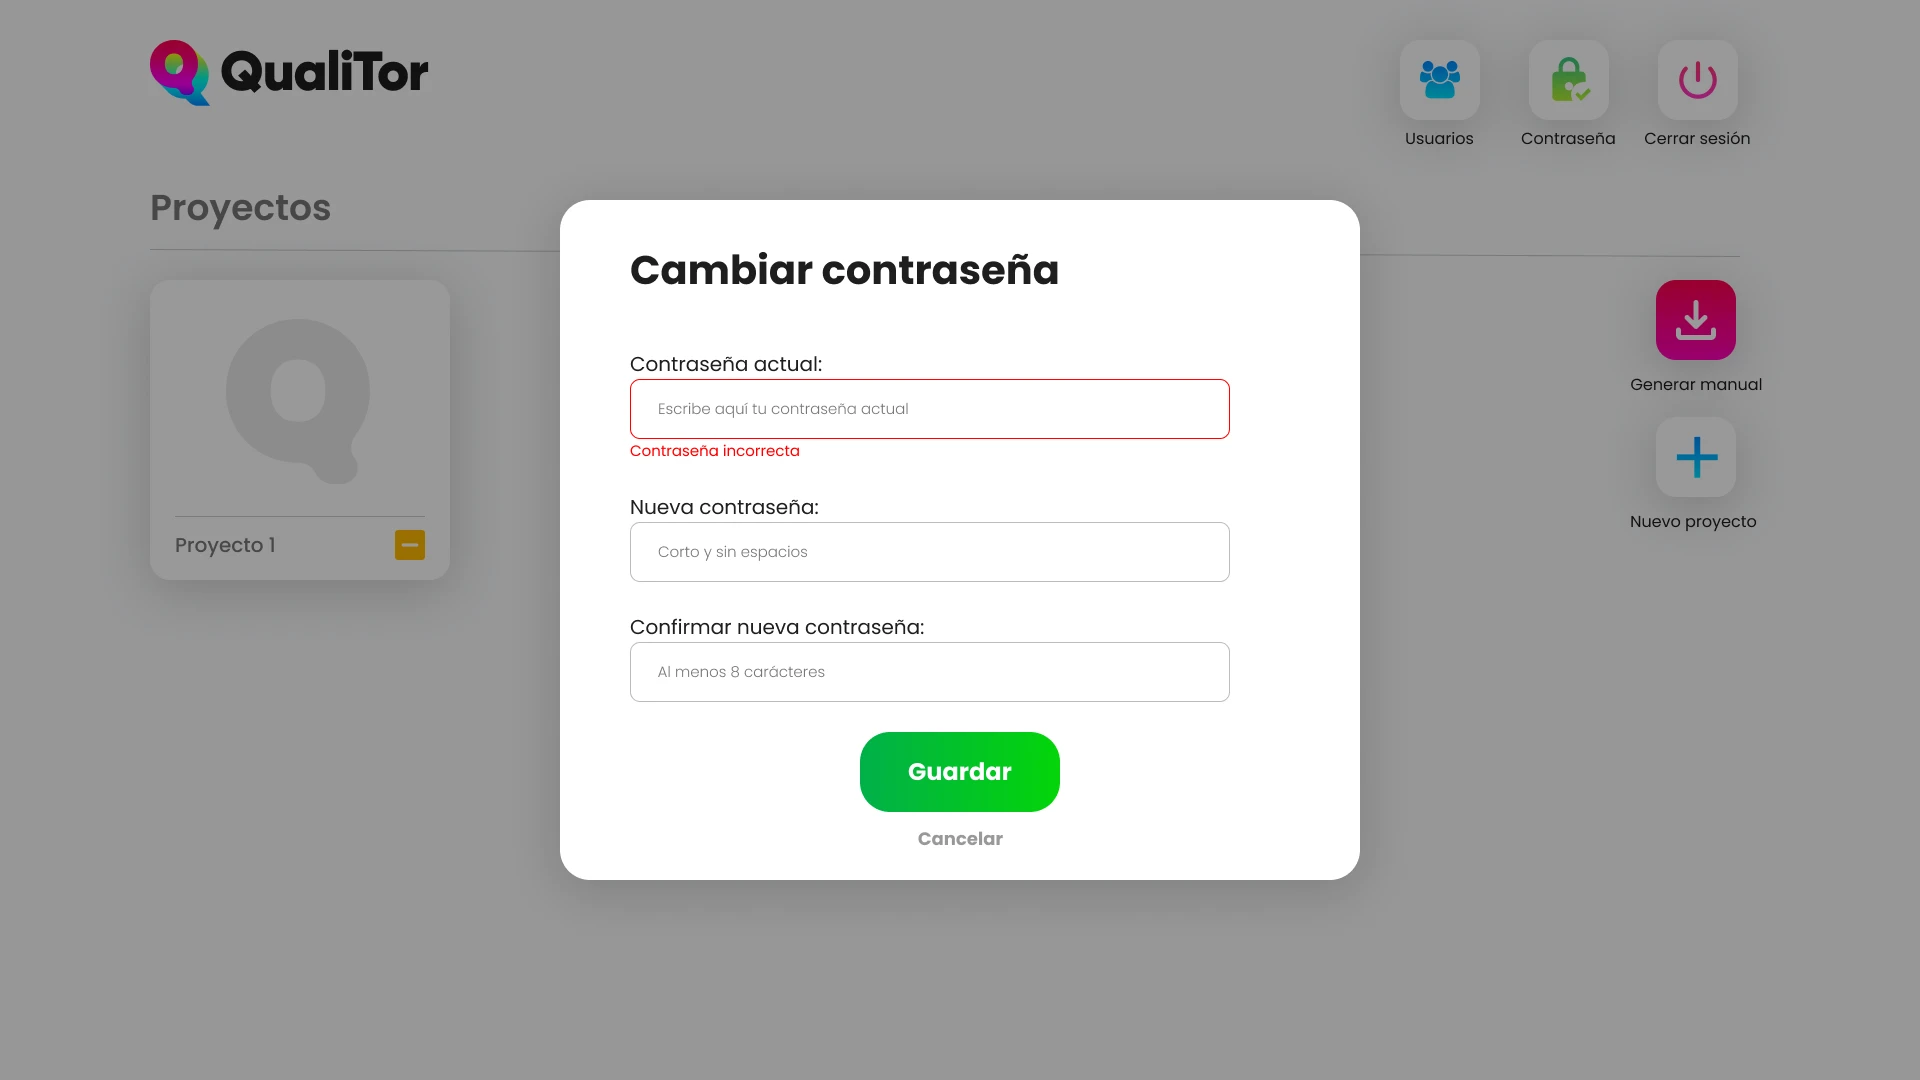 QualiTor
Usuarios
Contraseña
Cerrar sesión
Proyectos
Cambiar contraseña
Contraseña actual:
Escribe aquí tu contraseña actual
Contraseña incorrecta
Nueva contraseña:
Corto y sin espacios
Confirmar nueva contraseña:
Al menos 8 carácteres
Guardar
Cancelar
Proyecto 1
Generar manual
Nuevo proyecto